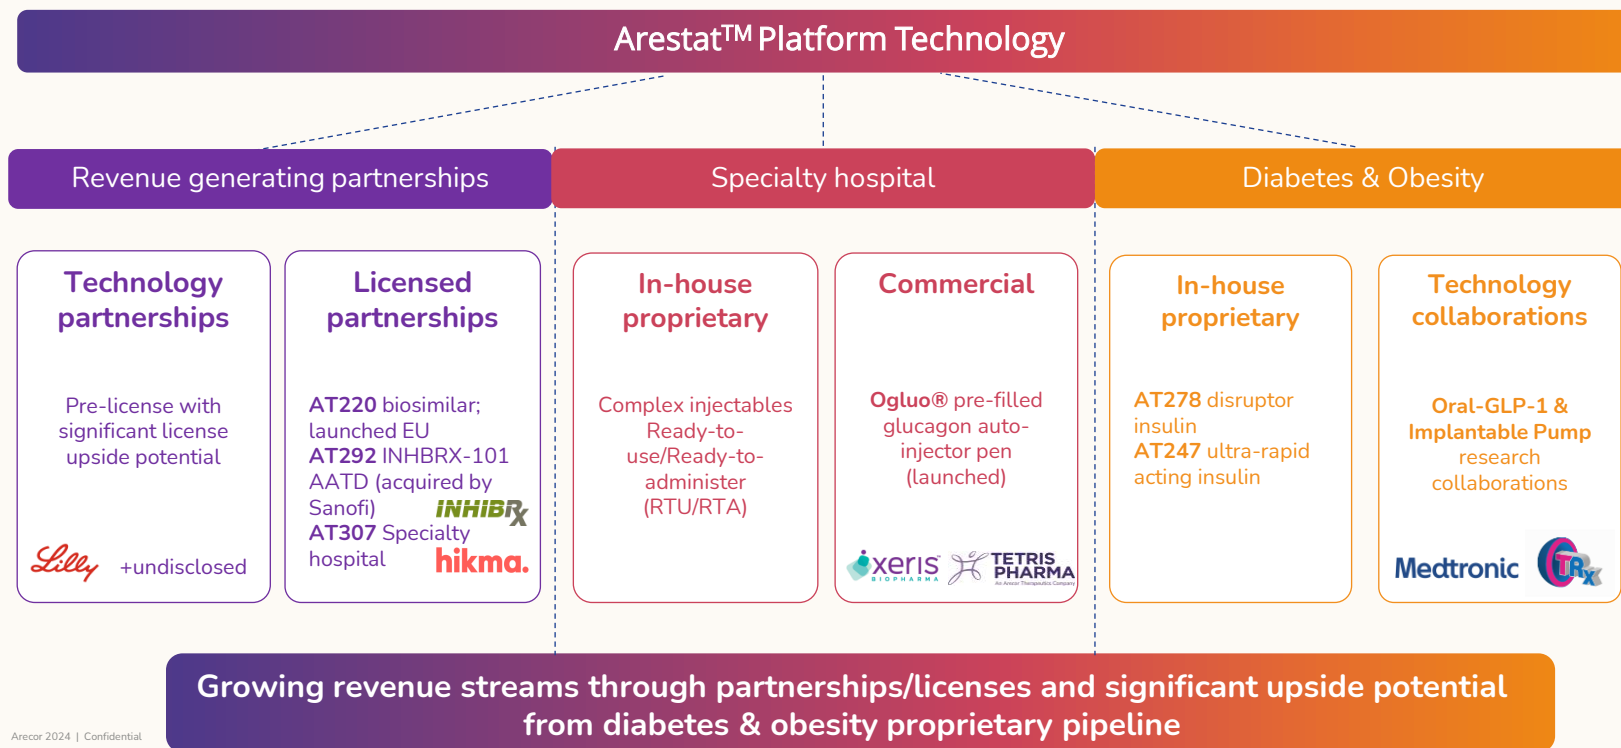 Arestat™ Platform Technology
Revenue generating partnerships
Specialty hospital
Diabetes & Obesity
Technology
partnerships
Pre-license with
significant license
upside potential
Lilly
+undisclosed
Licensed
partnerships
AT220 biosimilar;
launched EU
AT292 INHBRX-101
AATD (acquired by
Sanofi)
INHIBRX
AT307 Specialty
hospital
hikma.
In-house
proprietary
Complex injectables
Ready-to-
use/Ready-to-
administer
(RTU/RTA)
Commercial
Ogluo® pre-filled
glucagon auto-
injector pen
(launched)
xeris
BIOPHARMA
TETRIS
PHARMA
An Arecor Therapeutics Company
In-house
proprietary
AT278 disruptor
insulin
AT247 ultra-rapid
acting insulin
Technology
collaborations
Oral-GLP-1 &
Implantable Pump
research
collaborations
Medtronic
TRx
Growing revenue streams through partnerships/licenses and significant upside potential
from diabetes & obesity proprietary pipeline
Arecor 2024 | Confidential